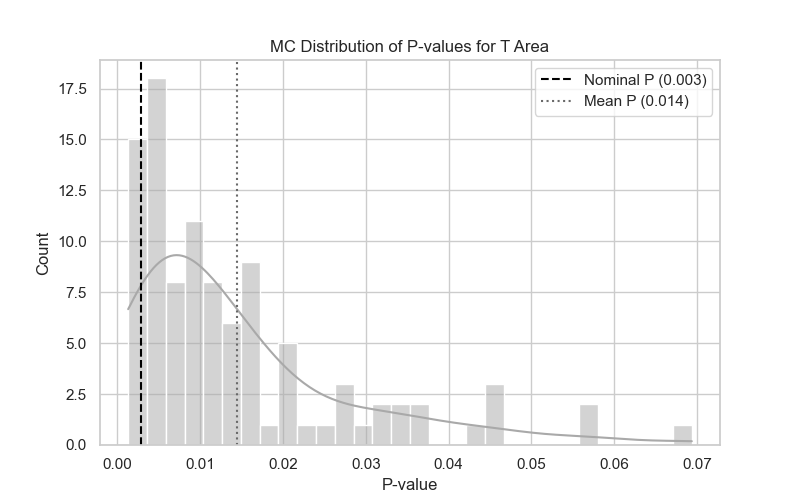 MC Distribution of P-values for T Area
Nominal P (0.003)
Mean P (0.014)
17.5
15.0
12.5
10.0
7.5
5.0
2.5
0.0
Count
0.00 0.01 0.02 0.03 0.04 0.05 0.06 0.07
P-value